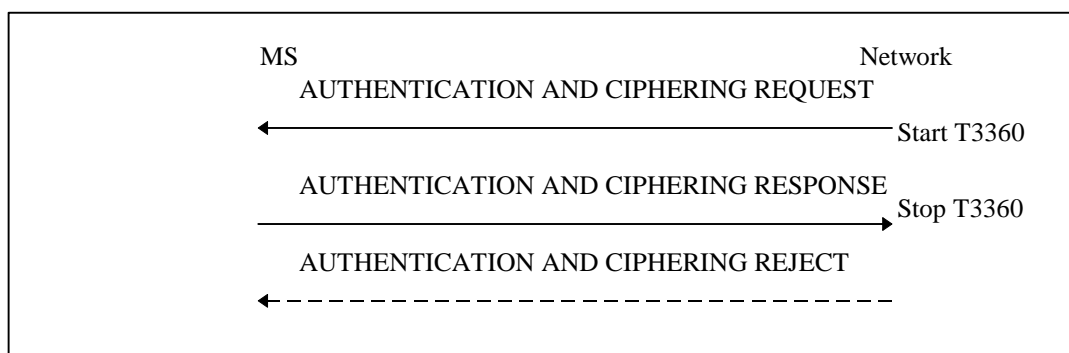 MS Network
AUTHENTICATION AND CIPHERING REQUEST
Start T3360
AUTHENTICATION AND CIPHERING RESPONSE
Stop T3360
AUTHENTICATION AND CIPHERING REJECT